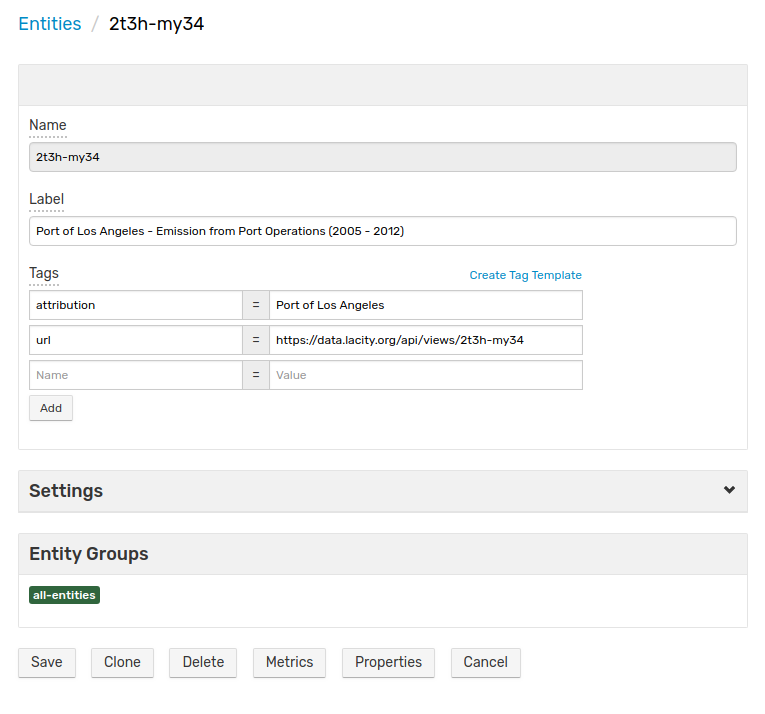 Entities / 2t3h-my34
Name
2t3h-my34
Label
Port of Los Angeles - Emission from Port Operations (2005 - 2012)
Tags Create Tag Template
attribution = Port of Los Angeles
url = https://data.lacity.org/api/views/2t3h-my34
Name = Value
Add
Settings
Entity Groups
all-entities
Save Clone Delete Metrics Properties Cancel